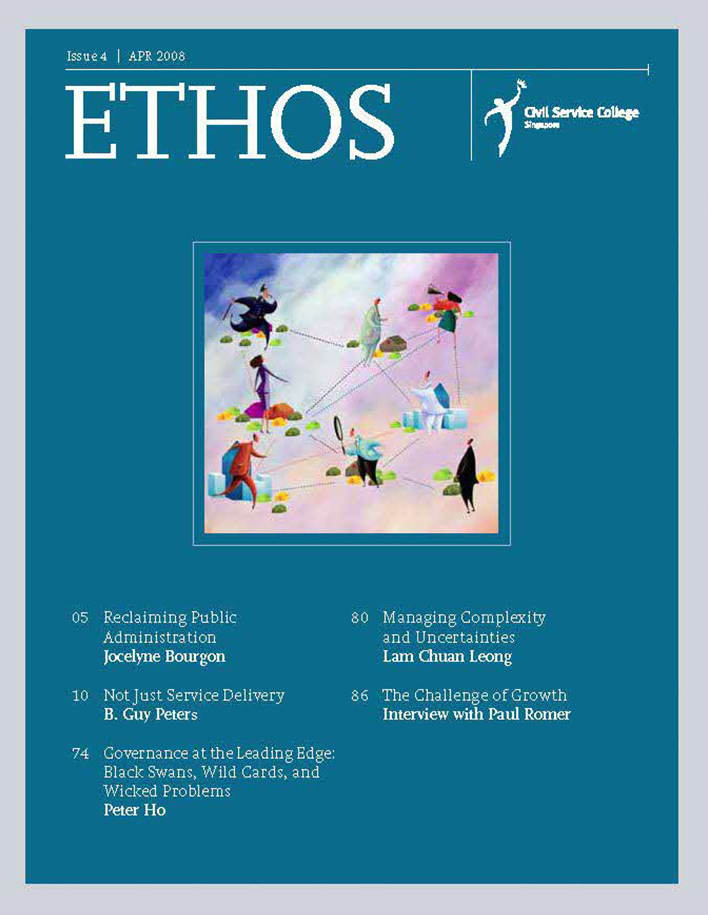 Issue 4 | APR 2008
ETHOS
Civil Service College
Singapore
05 Reclaiming Public
Administration
Jocelyne Bourgon
10 Not Just Service Delivery
B. Guy Peters
74 Governance at the Leading Edge:
Black Swans, Wild Cards, and
Wicked Problems
Peter Ho
80 Managing Complexity
and Uncertainties
Lam Chuan Leong
86 The Challenge of Growth
Interview with Paul Romer